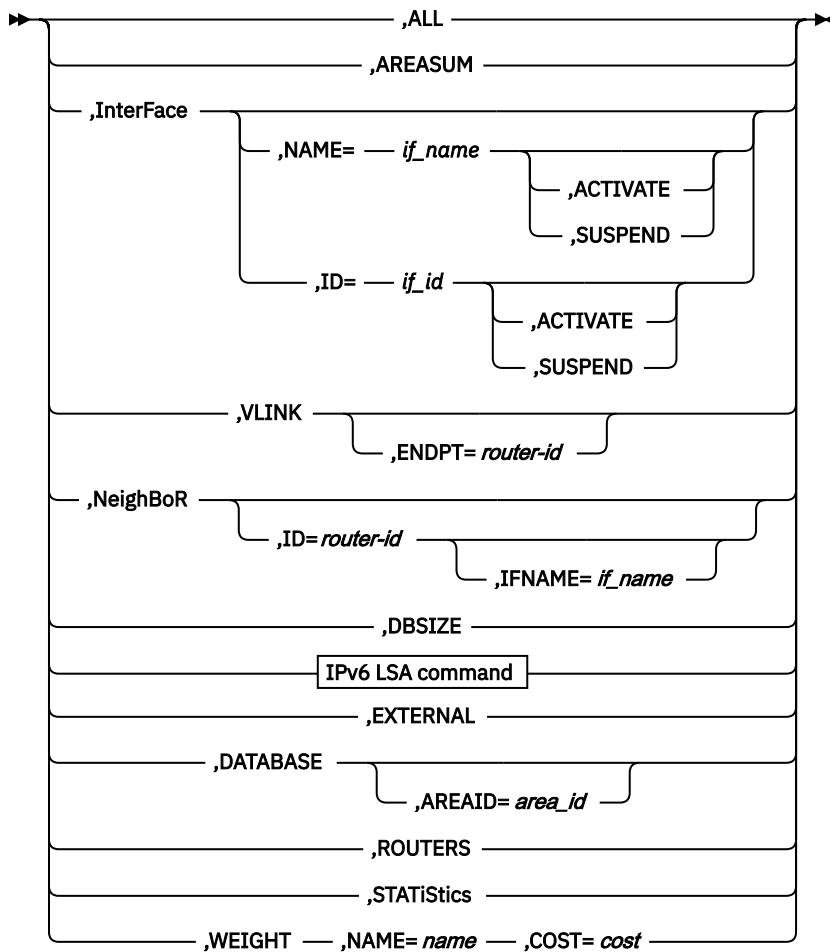 ,ALL
,AREASUM
,InterFace
,NAME= if_name
,ACTIVATE
,SUSPEND
,ID= if_id
,ACTIVATE
,SUSPEND
,VLINK
,ENDPT= router-id
,NeighBoR
,ID= router-id
,IFNAME= if_name
,DBSIZE
IPv6 LSA command
,EXTERNAL
,DATABASE
,AREAID= area_id
,ROUTERS
,STATiStics
,WEIGHT ,NAME= name ,COST= cost